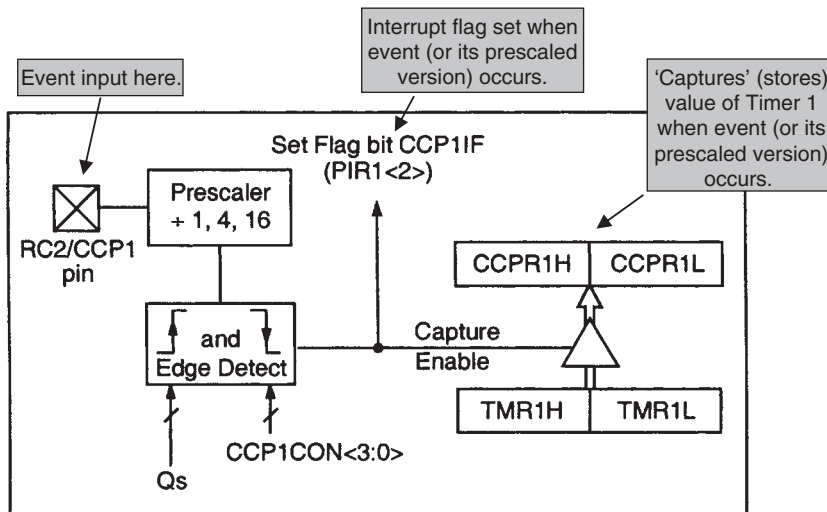 Interrupt flag set when
event (or its prescaled
version) occurs.
Event input here.
'Captures' (stores)
value of Timer 1
when event (or its
prescaled version)
occurs.
Set Flag bit CCP1IF
(PIR1<2>)
Prescaler
÷ 1, 4, 16
RC2/CCP1
pin
CCPR1H
CCPR1L
and
Edge Detect
Capture
Enable
TMR1H
TMR1L
CCP1CON<3:0>
Qs